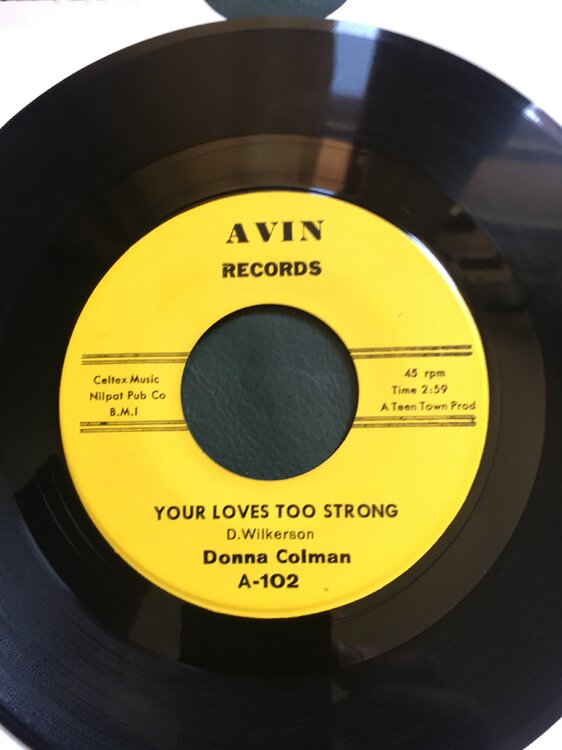 AVIN
RECORDS
Celtex Music
Nilpat Pub Co
B.M.I
45 rpm
Time 2:59
A Teen Town Prod
YOUR LOVES TOO STRONG
D.Wilkerson
Donna Colman
A-102